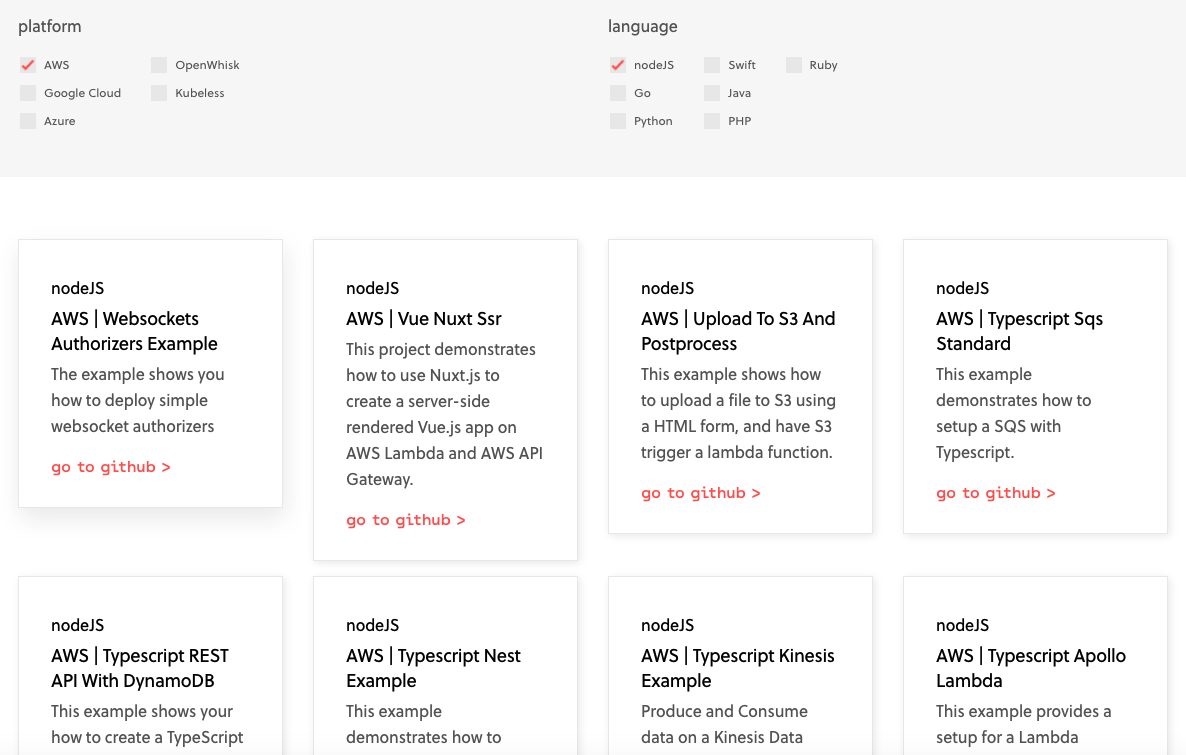 platform
AWS
OpenWhisk
Google Cloud
Kubeless
Azure
language
nodeJS
Swift
Ruby
Go
Java
Python
PHP
nodeJS
AWS | Websockets
Authorizers Example
The example shows you
how to deploy simple
websocket authorizers
go to github >
nodeJS
AWS | Vue Nuxt Ssr
This project demonstrates
how to use Nuxt.js to
create a server-side
rendered Vue.js app on
AWS Lambda and AWS API
Gateway.
go to github >
nodeJS
AWS | Upload To S3 And
Postprocess
This example shows how
to upload a file to S3 using
a HTML form, and have S3
trigger a lambda function.
go to github >
nodeJS
AWS | Typescript Sqs
Standard
This example
demonstrates how to
setup a SQS with
Typescript.
go to github >
nodeJS
AWS | Typescript REST
API With DynamoDB
This example shows your
how to create a TypeScript
nodeJS
AWS | Typescript Nest
Example
This example
demonstrates how to
nodeJS
AWS | Typescript Kinesis
Example
Produce and Consume
data on a Kinesis Data
nodeJS
AWS | Typescript Apollo
Lambda
This example provides a
setup for a Lambda